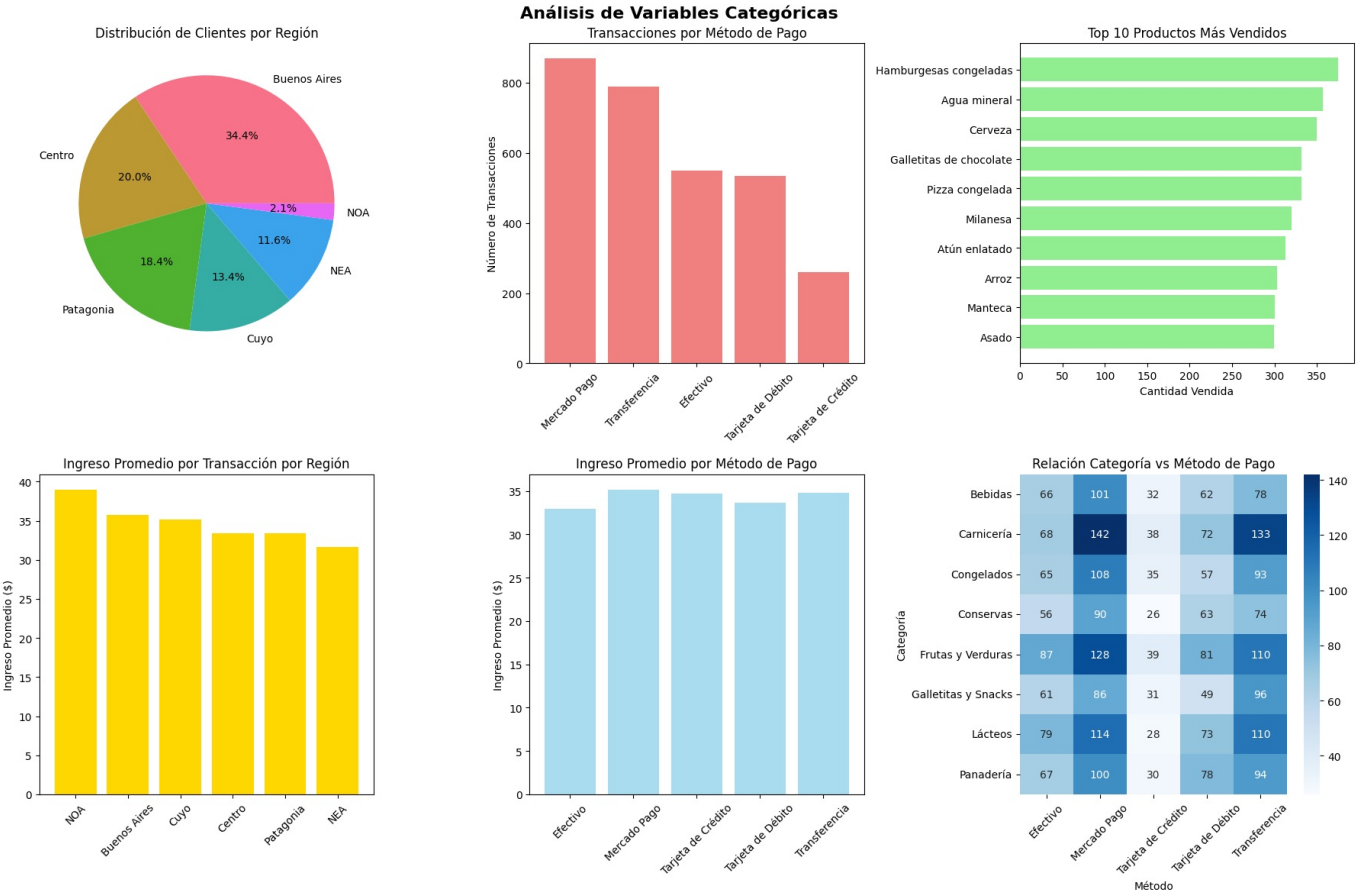 Análisis de Variables Categóricas
Distribución de Clientes por Región
Buenos Aires
34.4%
Centro
20.0%
2.1%
NOA
11.6%
18.4%
13.4%
NEA
Patagonia
Cuyo
Transacciones por Método de Pago
Número de Transacciones
800
600
400
200
0
Mercado Pago
Transferencia
Efectivo
Tarjeta de Débito
Tarjeta de Crédito
Top 10 Productos Más Vendidos
Hamburgesas congeladas
Agua mineral
Cerveza
Galletitas de chocolate
Pizza congelada
Milanesa
Atún enlatado
Arroz
Manteca
Asado
0 50 100 150 200 250 300 350
Cantidad Vendida
Ingreso Promedio por Transacción por Región
Ingreso Promedio ($)
40
35
30
25
20
15
10
5
0
NOA
Buenos Aires
Cuyo
Centro
Patagonia
NEA
Ingreso Promedio por Método de Pago
Ingreso Promedio ($)
35
30
25
20
15
10
5
0
Efectivo
Mercado Pago
Tarjeta de Crédito
Tarjeta de Débito
Transferencia
Relación Categoría vs Método de Pago
Categoría
Bebidas 66 101 32 62 78
Carnicería 68 142 38 72 133
Congelados 65 108 35 57 93
Conservas 56 90 26 63 74
Frutas y Verduras 87 128 39 81 110
Galletitas y Snacks 61 86 31 49 96
Lácteos 79 114 28 73 110
Panadería 67 100 30 78 94
Efectivo
Mercado Pago
Tarjeta de Crédito
Tarjeta de Débito
Transferencia
Método
140
120
100
80
60
40